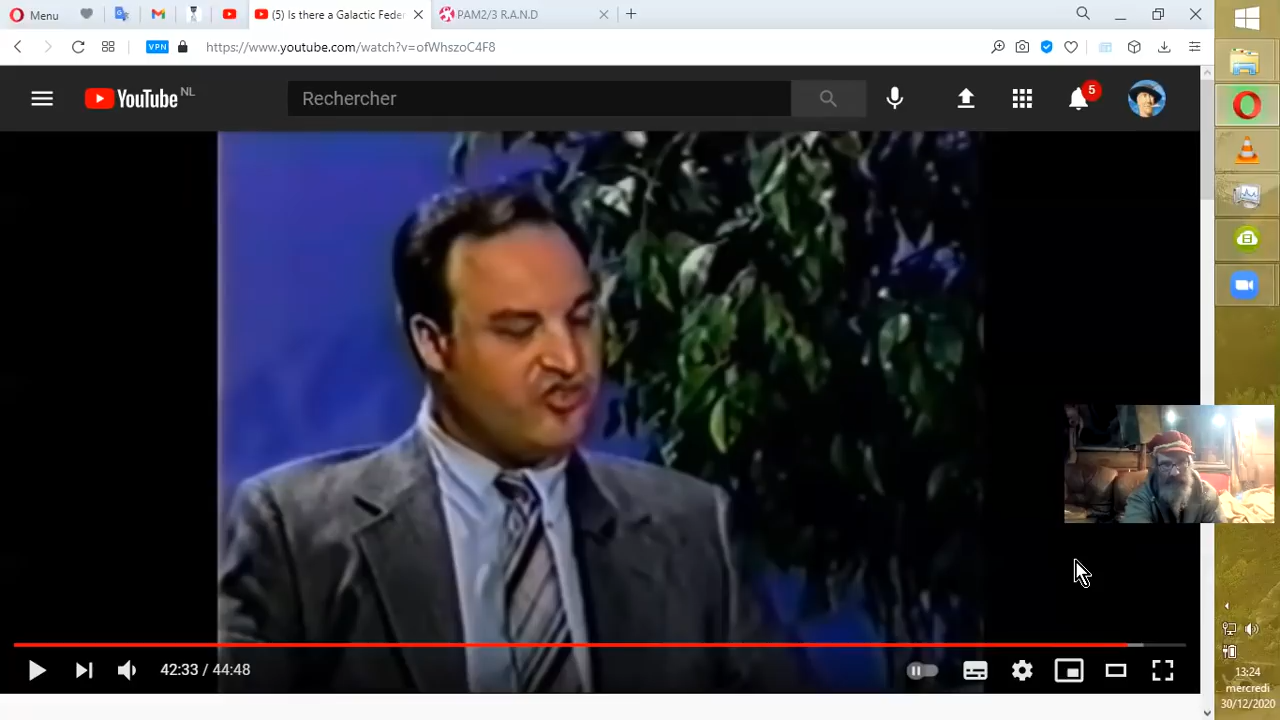 Menu
(5) Is there a Galactic Feder
PAM2/3 R.A.N.D
VPN
https://www.youtube.com/watch?v=ofWhszoC4F8
YouTube NL
Rechercher
5
42:33 / 44:48
13:24
mercredi
30/12/2020